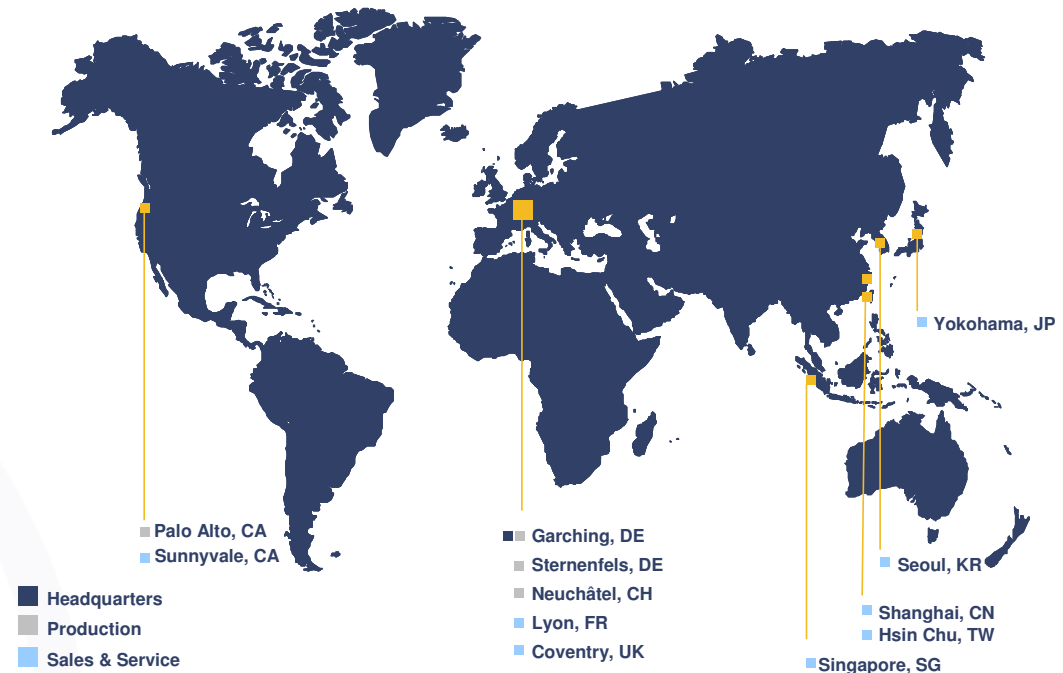 Yokohama, JP
Palo Alto, CA
Sunnyvale, CA
Garching, DE
Sternenfels, DE
Neuchâtel, CH
Lyon, FR
Coventry, UK
Seoul, KR
Shanghai, CN
Hsin Chu, TW
Singapore, SG
Headquarters
Production
Sales & Service